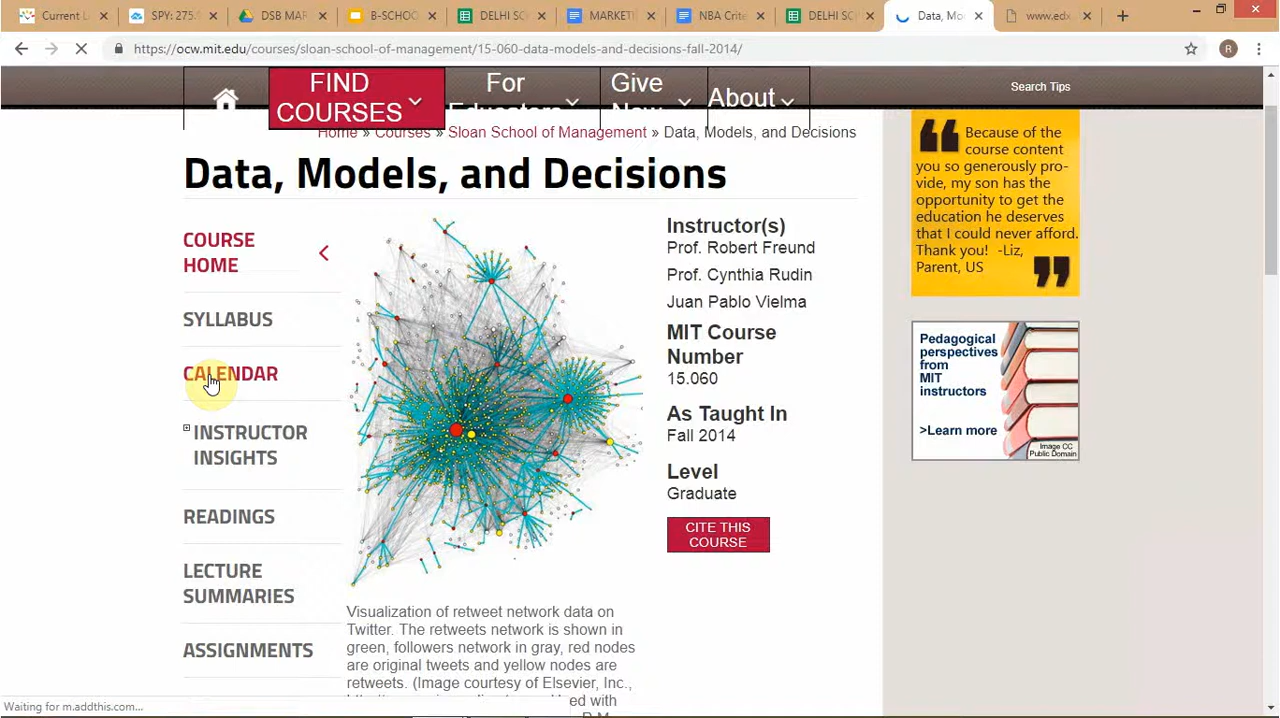 Current L
SPY: 275.
DSB MAR
B-SCHOO
DELHI SC
MARKETI
NBA Crite
DELHI SC
Data, Mo
www.edx
https://ocw.mit.edu/courses/sloan-school-of-management/15-060-data-models-and-decisions-fall-2014/
R
FIND
COURSES
For
Educators
Give
Now
About
Search Tips
Home » Courses » Sloan School of Management » Data, Models, and Decisions
Data, Models, and Decisions
COURSE
HOME
SYLLABUS
CALENDAR
INSTRUCTOR
INSIGHTS
READINGS
LECTURE
SUMMARIES
ASSIGNMENTS
Visualization of retweet network data on
Twitter. The retweets network is shown in
green, followers network in gray, red nodes
are original tweets and yellow nodes are
retweets. (Image courtesy of Elsevier, Inc.,
ed with
Instructor(s)
Prof. Robert Freund
Prof. Cynthia Rudin
Juan Pablo Vielma
MIT Course
Number
15.060
As Taught In
Fall 2014
Level
Graduate
CITE THIS
COURSE
Because of the
course content
you so generously pro-
vide, my son has the
opportunity to get the
education he deserves
that I could never afford.
Thank you! -Liz,
Parent, US
Pedagogical
perspectives
from
MIT
instructors
>Learn more
Image CC
Public Domain
Waiting for m.addthis.com...